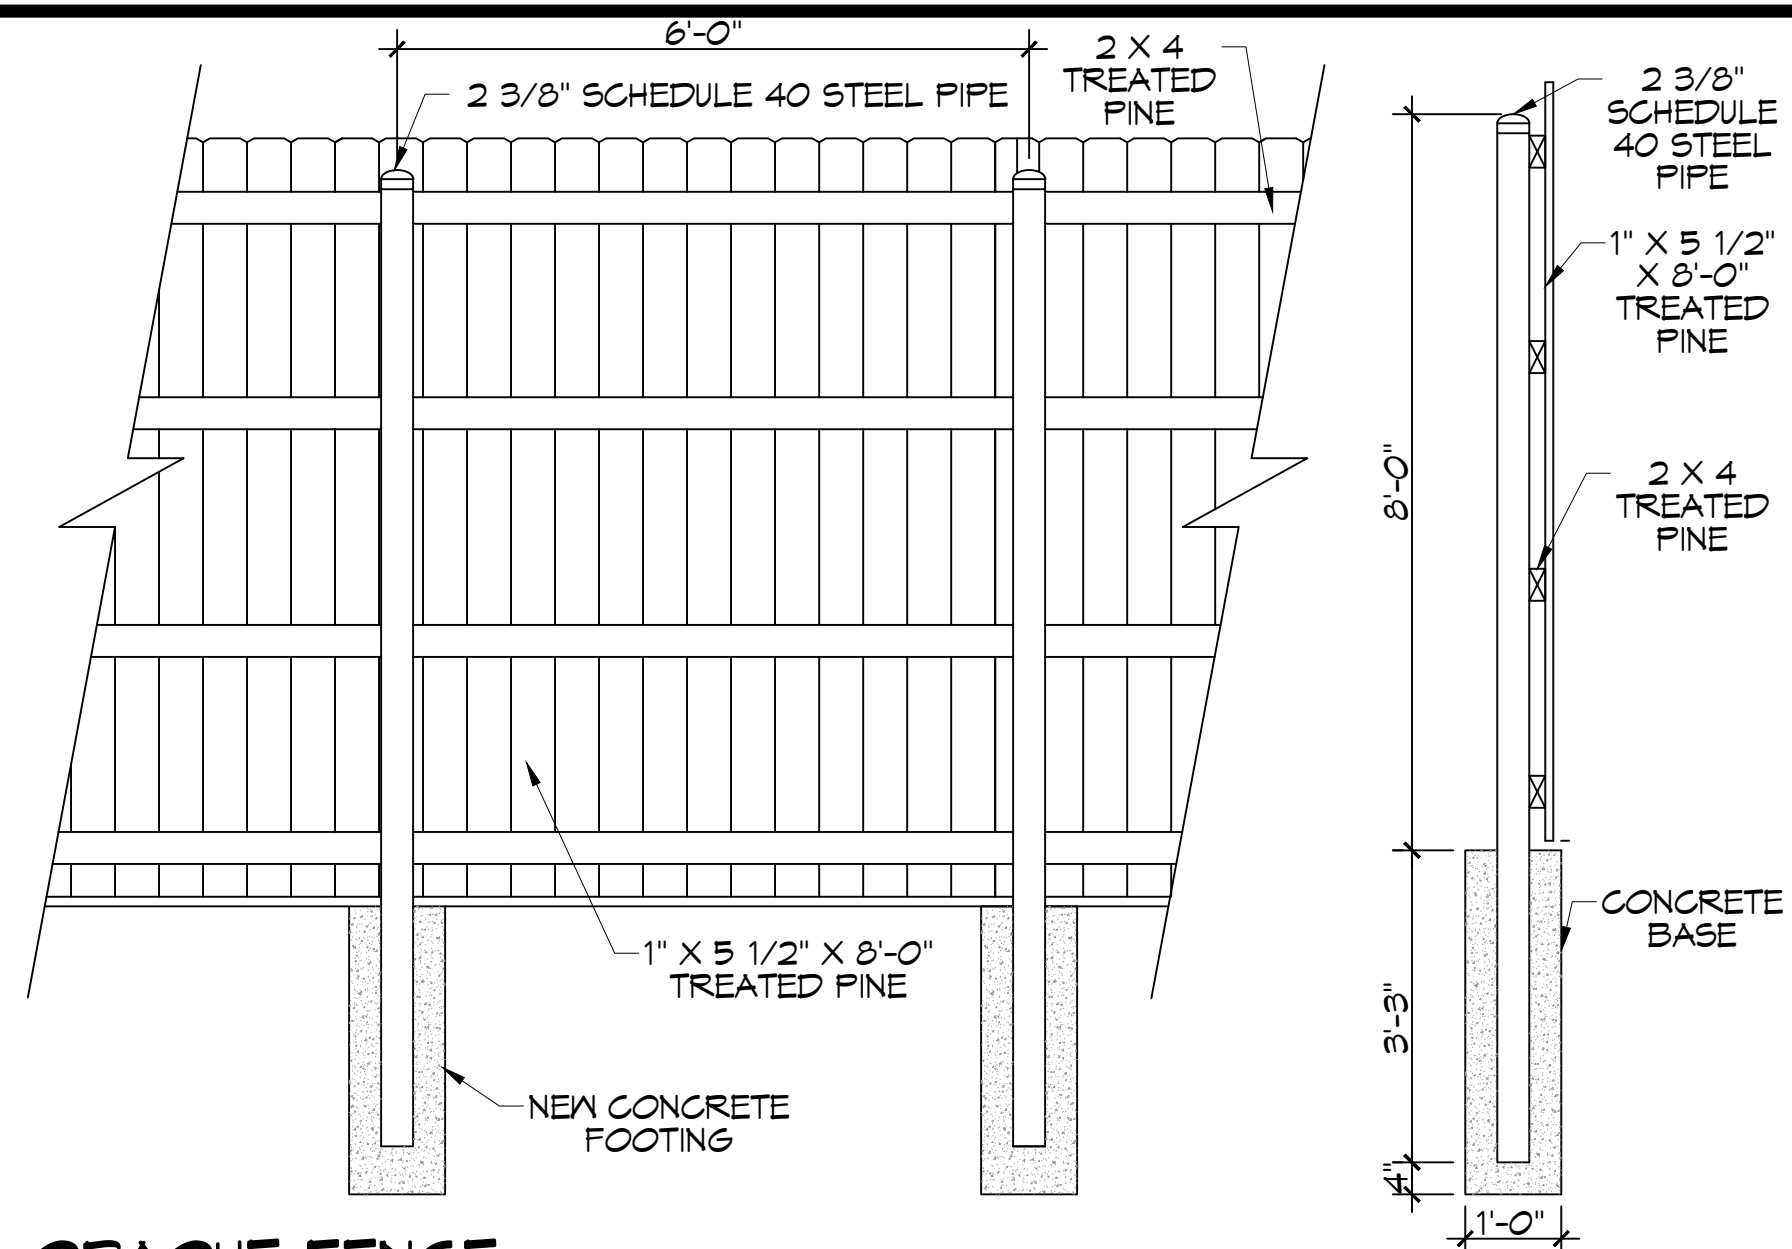 6'-0"
2 3/8" SCHEDULE 40 STEEL PIPE
2 X 4
TREATED
PINE
2 3/8"
SCHEDULE
40 STEEL
PIPE
1" X 5 1/2"
X 8'-0"
TREATED
PINE
8'-0"
2 X 4
TREATED
PINE
CONCRETE
BASE
1" X 5 1/2" X 8'-0"
TREATED PINE
3'-3"
NEW CONCRETE
FOOTING
4"
1'-0"
OPAQUE FENCE